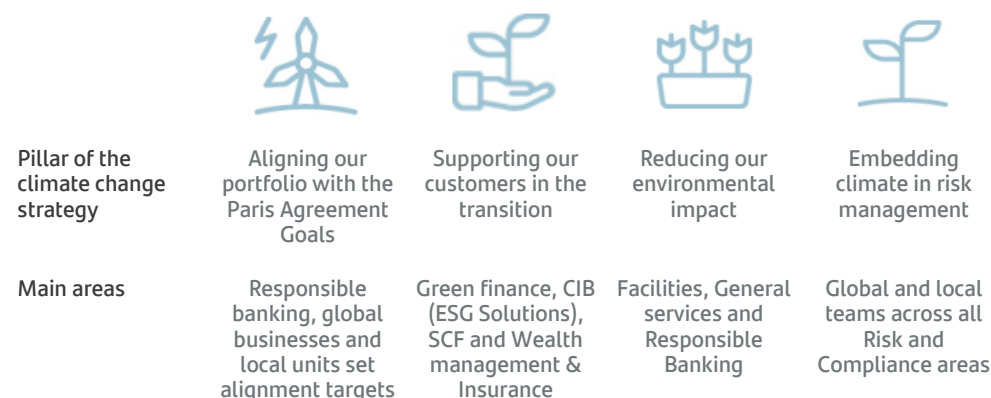 Pillar of the
climate change
strategy
Aligning our
portfolio with the
Paris Agreement
Goals
Supporting our
customers in the
transition
Reducing our
environmental
impact
Embedding
climate in risk
management
Main areas
Responsible
banking, global
businesses and
local units set
alignment targets
Green finance, CIB
(ESG Solutions),
SCF and Wealth
management &
Insurance
Facilities, General
services and
Responsible
Banking
Global and local
teams across all
Risk and
Compliance areas